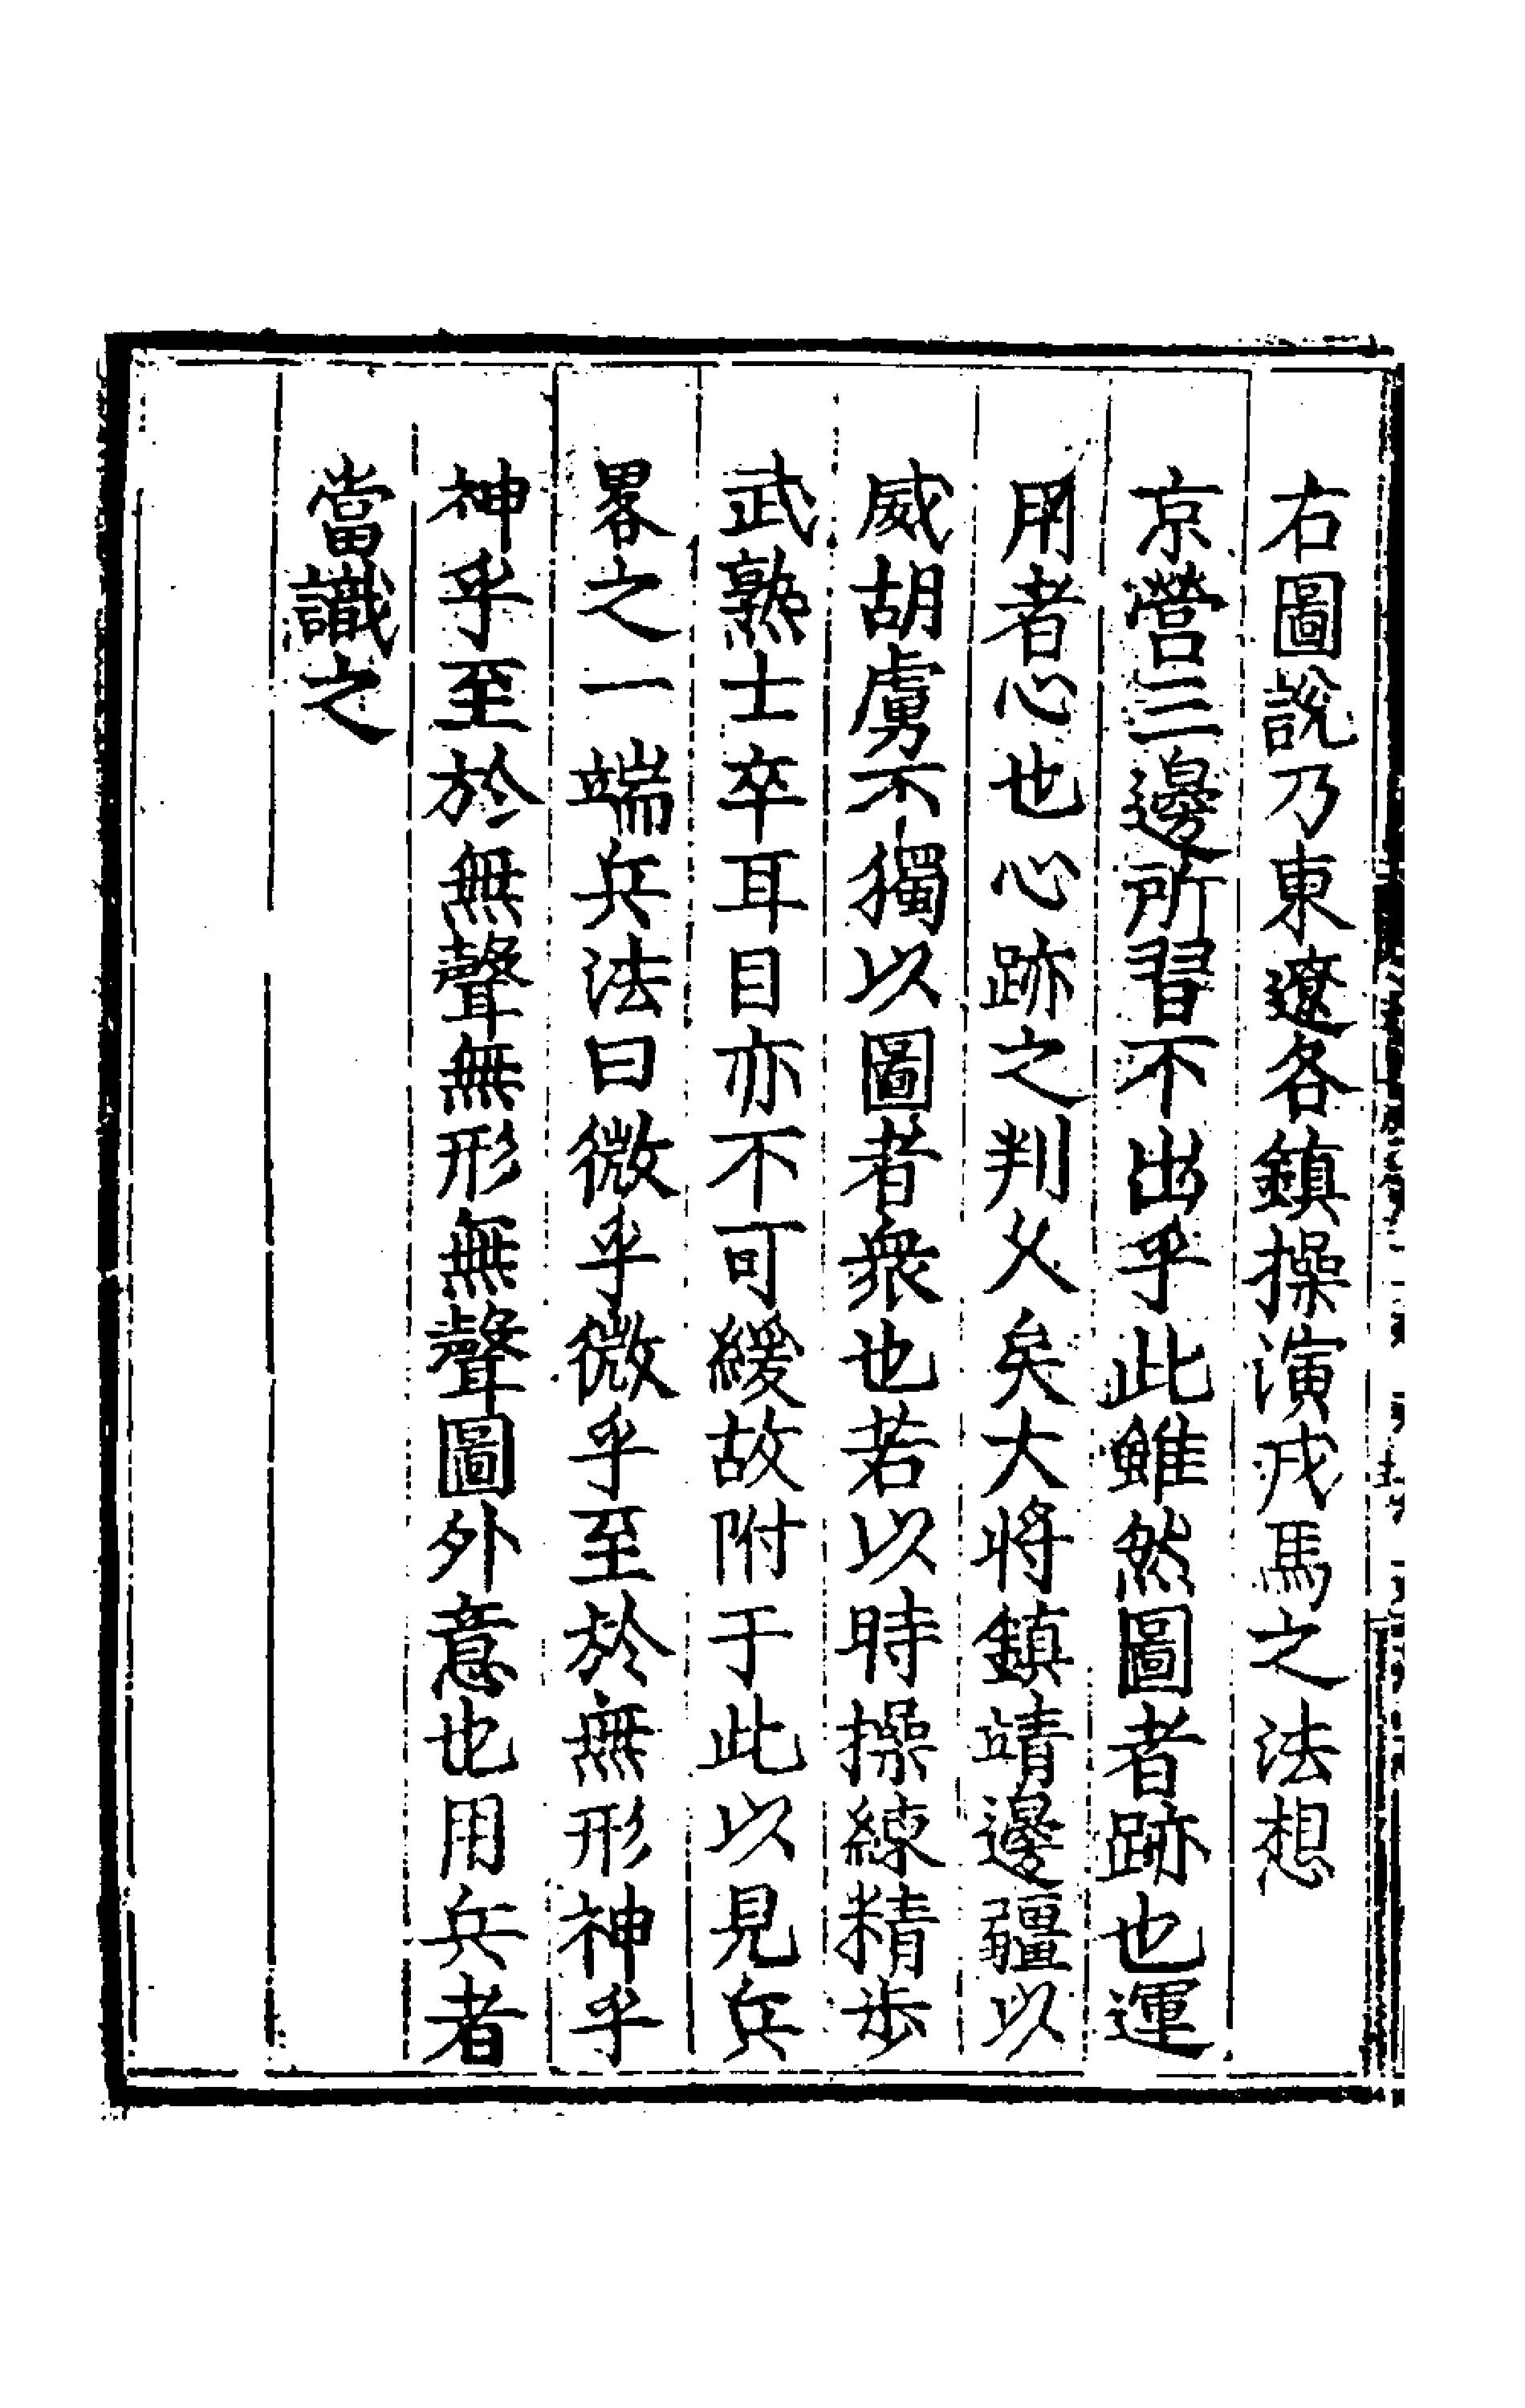 右圖說乃東遼各鎮操演戎馬之法想
京營三邊所習不出乎此雖然圖者跡也運
用者心也心跡之判久矣大將鎮靖邊疆以
威胡虜不獨以圖者衆也若以時操練精步
武熟士卒耳目亦不可緩故附于此以見兵
畧之一端兵法曰微乎微乎至於無形神乎
神乎至於無聲無形無聲圖外意也用兵者
當識之